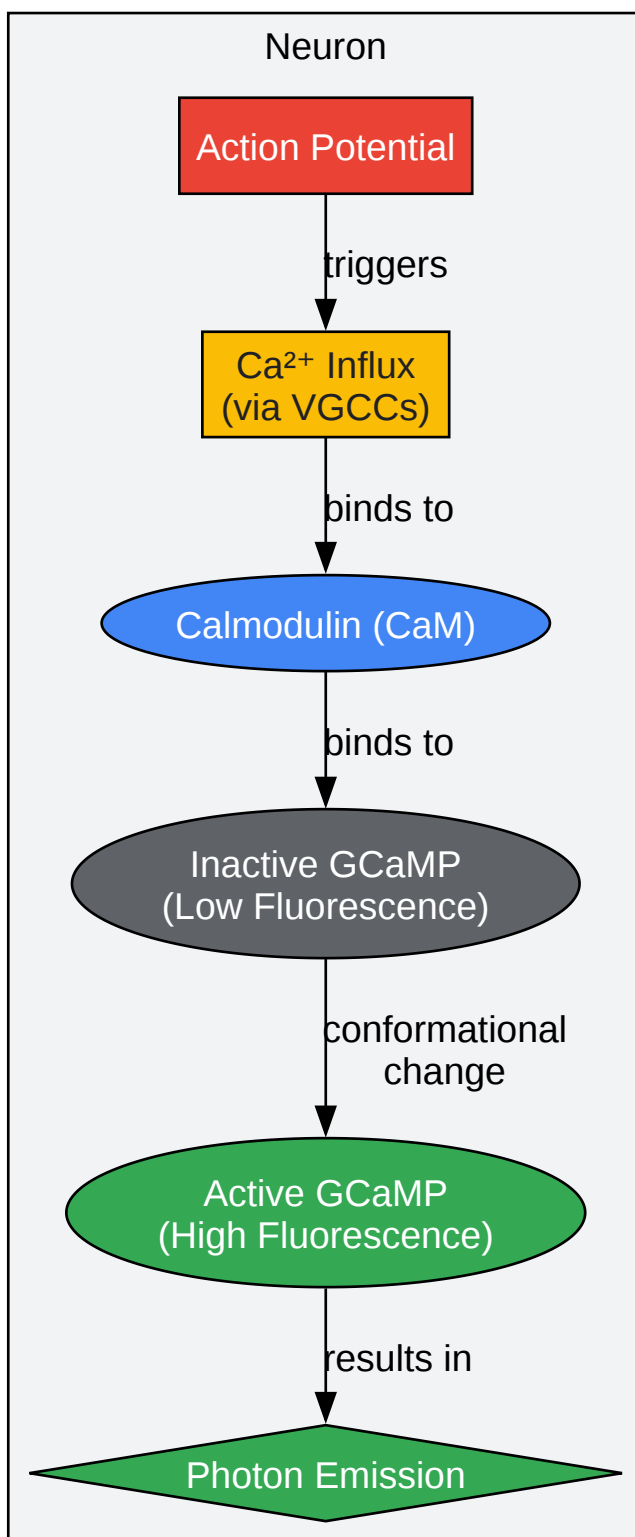 Neuron
Action Potential
triggers
Ca²⁺ Influx
(via VGCCs)
binds to
Calmodulin (CaM)
binds to
Inactive GCaMP
(Low Fluorescence)
conformational
change
Active GCaMP
(High Fluorescence)
results in
Photon Emission